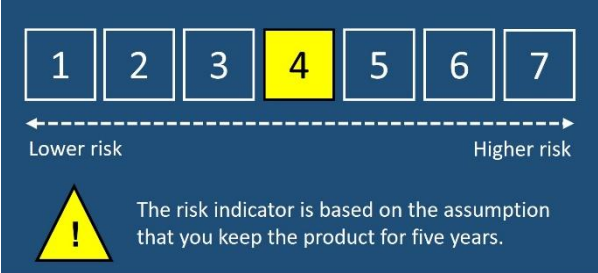 1 2 3 4 5 6 7
Lower risk Higher risk
! The risk indicator is based on the assumption
that you keep the product for five years.